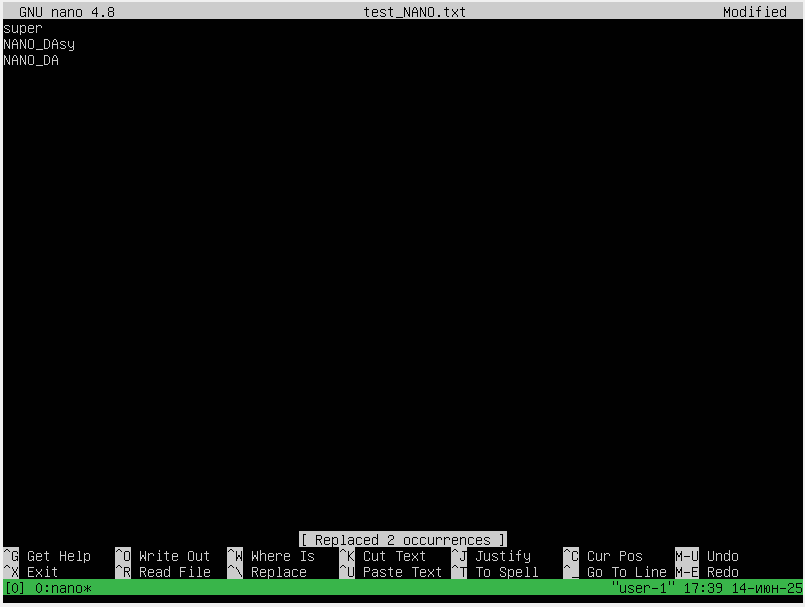 GNU nano 4.8 test_NANO.txt Modified
super
NANO_DAsy
NANO_DA
[ Replaced 2 occurrences ]
^G Get Help ^O Write Out ^W Where Is ^K Cut Text ^J Justify ^C Cur Pos M-U Undo
^X Exit ^R Read File ^\ Replace ^U Paste Text ^T To Spell ^_ Go To Line M-E Redo
[0] 0:nano* "user-1" 17:39 14-июн-25